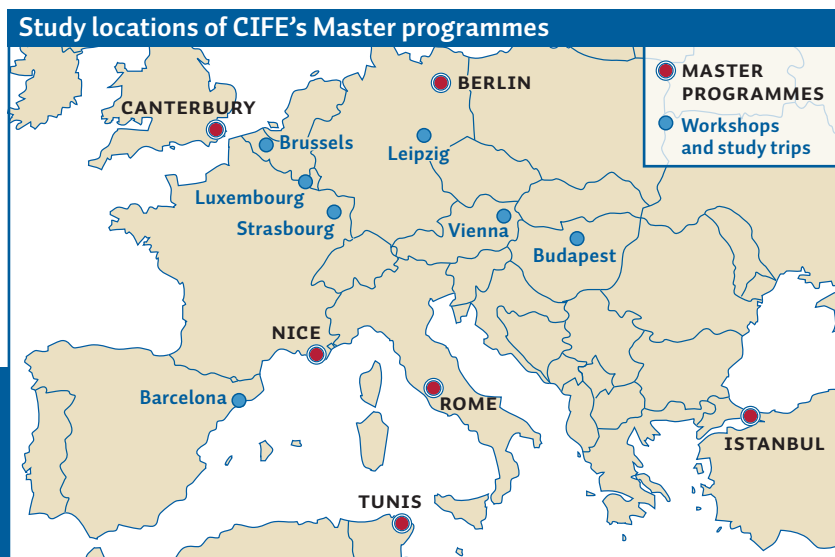 Study locations of CIFE's Master programmes
MASTER
PROGRAMMES
Workshops
and study trips
BERLIN
CANTERBURY
Brussels
Leipzig
Luxembourg
Strasbourg
Vienna
Budapest
NICE
Barcelona
ROME
ISTANBUL
TUNIS